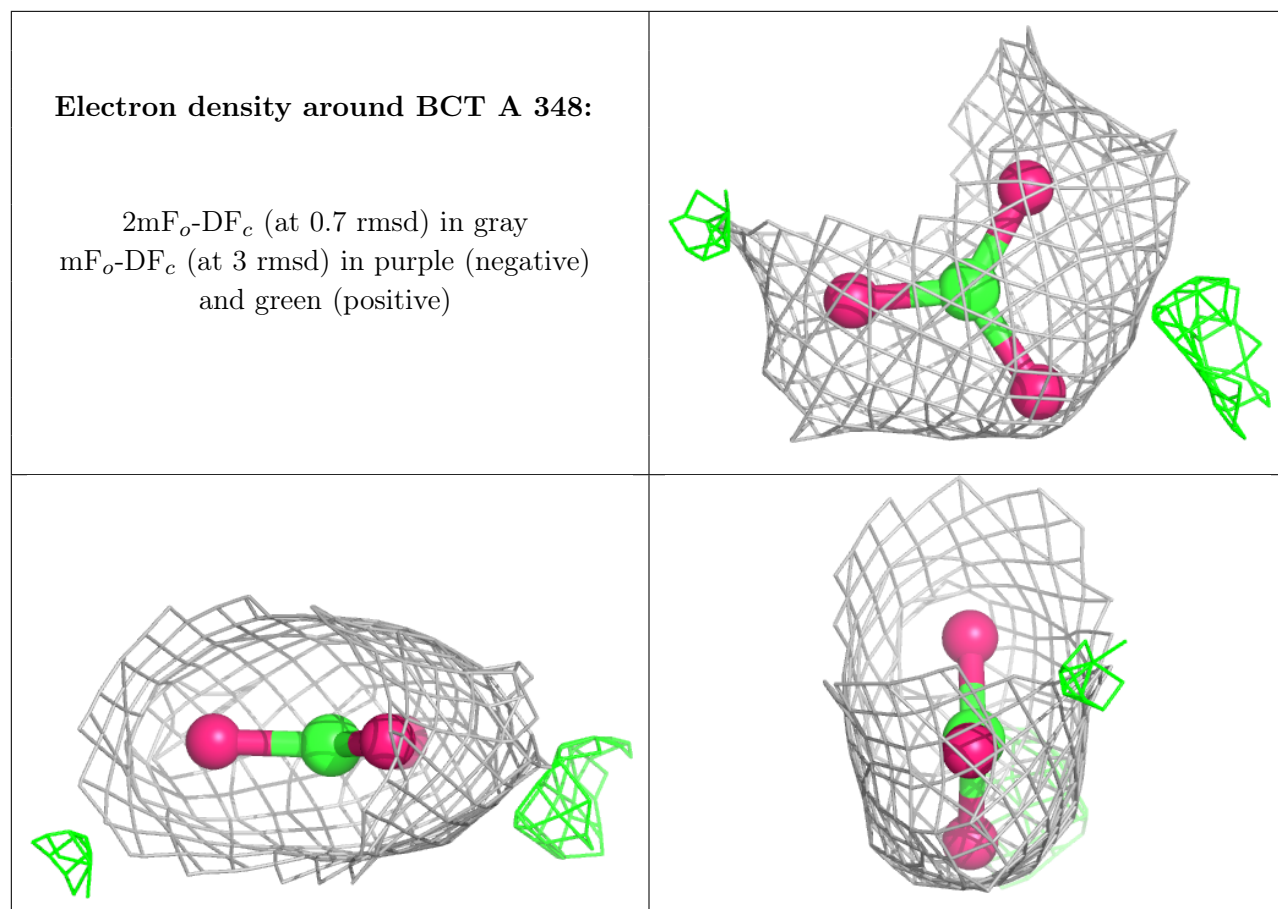 Electron density around BCT A 348:
2mFo-DFc (at 0.7 rmsd) in gray
mFo-DFc (at 3 rmsd) in purple (negative)
and green (positive)